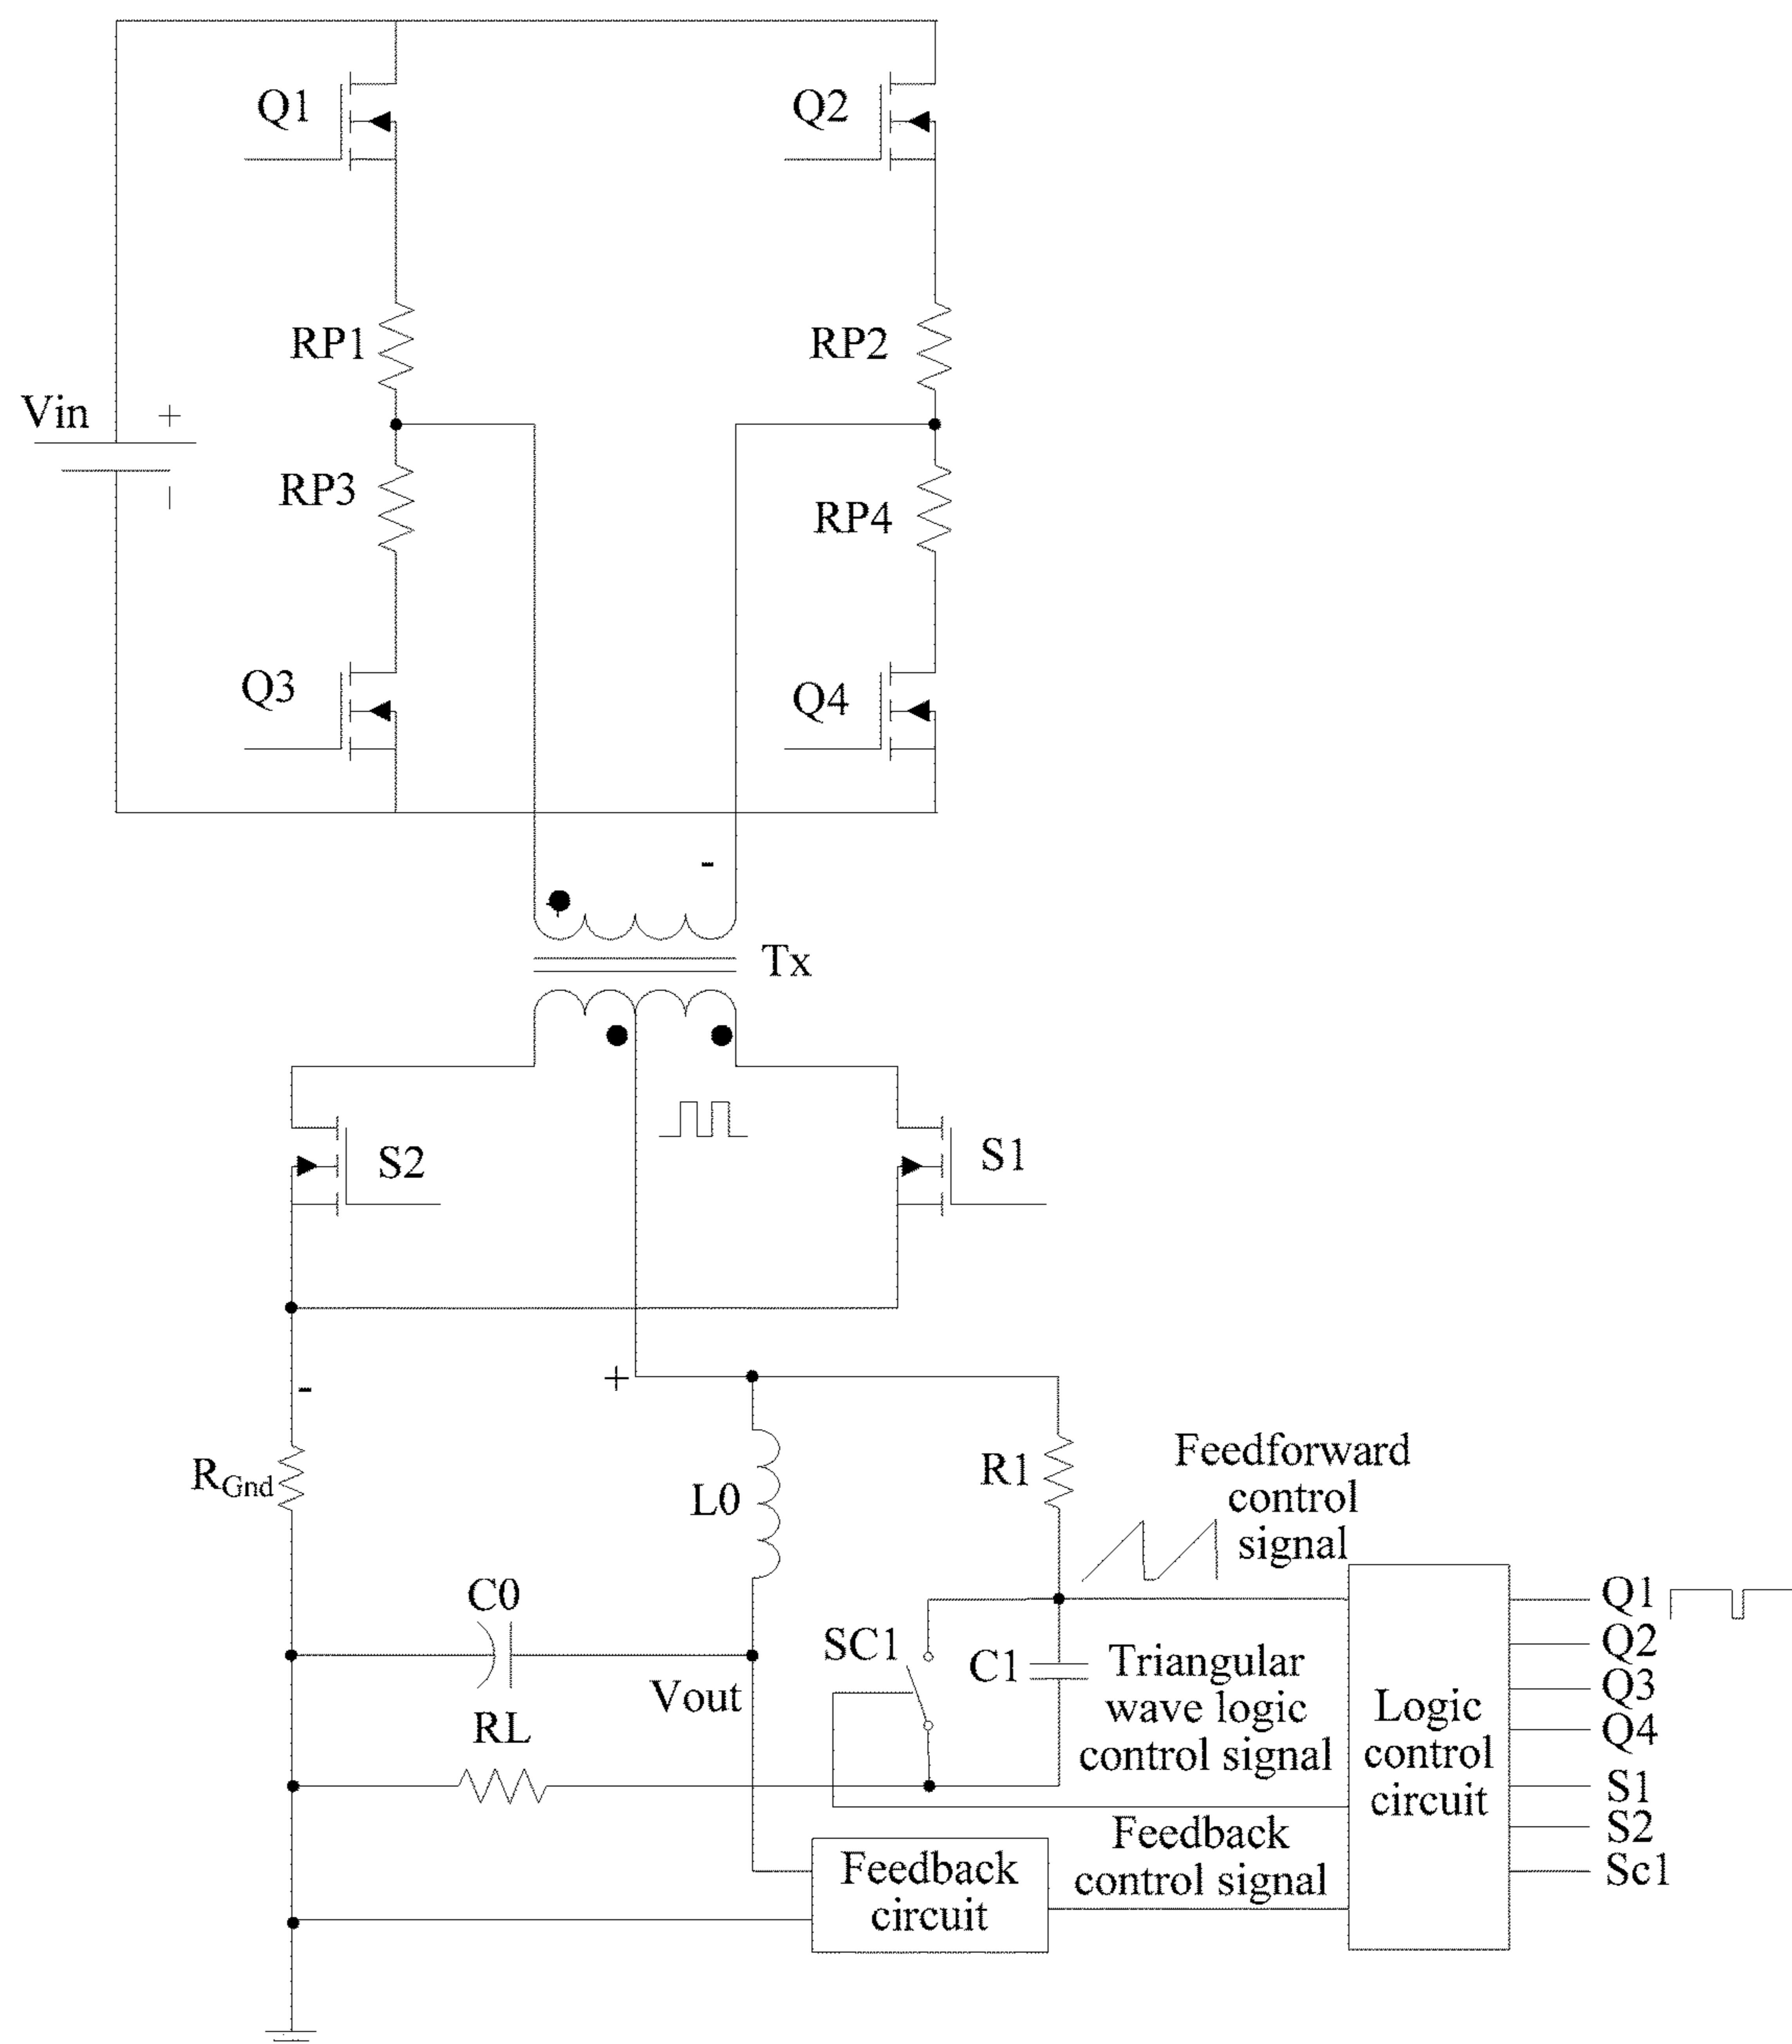 Q1
Q2
RP1
RP2
Vin
+
-
RP3
RP4
Q3
Q4
-
Tx
S2
S1
+
-
R1
Feedforward
control
signal
RGnd
L0
C0
SC1
C1
Triangular
wave logic
control signal
Vout
RL
Logic
control
circuit
Q1
Q2
Q3
Q4
S1
S2
Sc1
Feedback
control signal
Feedback
circuit